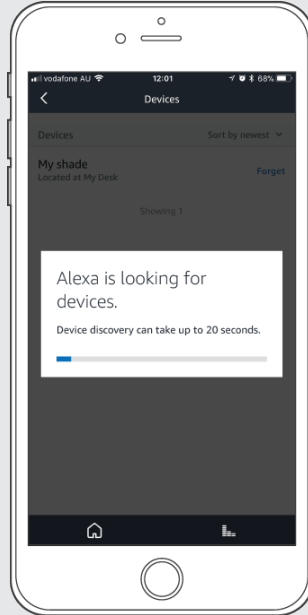 vodafone AU 12:01 68%
Devices
Devices Sort by newest
My shade Forget
Located at My Desk
Showing 1
Alexa is looking for
devices.
Device discovery can take up to 20 seconds.